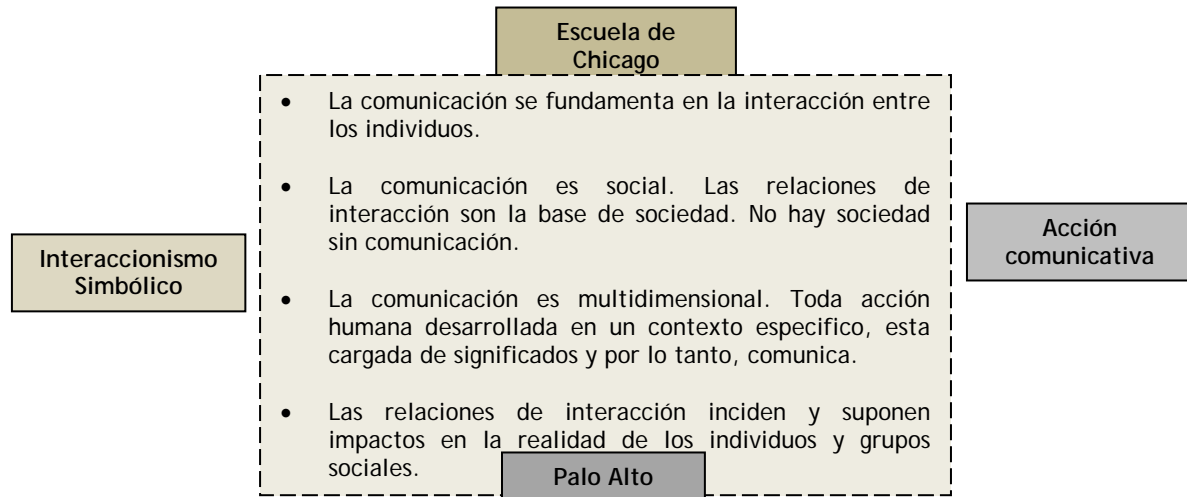 Escuela de
Chicago
• La comunicación se fundamenta en la interacción entre
los individuos.
• La comunicación es social. Las relaciones de
interacción son la base de sociedad. No hay sociedad
sin comunicación.
• La comunicación es multidimensional. Toda acción
humana desarrollada en un contexto especifico, esta
cargada de significados y por lo tanto, comunica.
• Las relaciones de interacción inciden y suponen
impactos en la realidad de los individuos y grupos
sociales.
Interaccionismo
Simbólico
Acción
comunicativa
Palo Alto